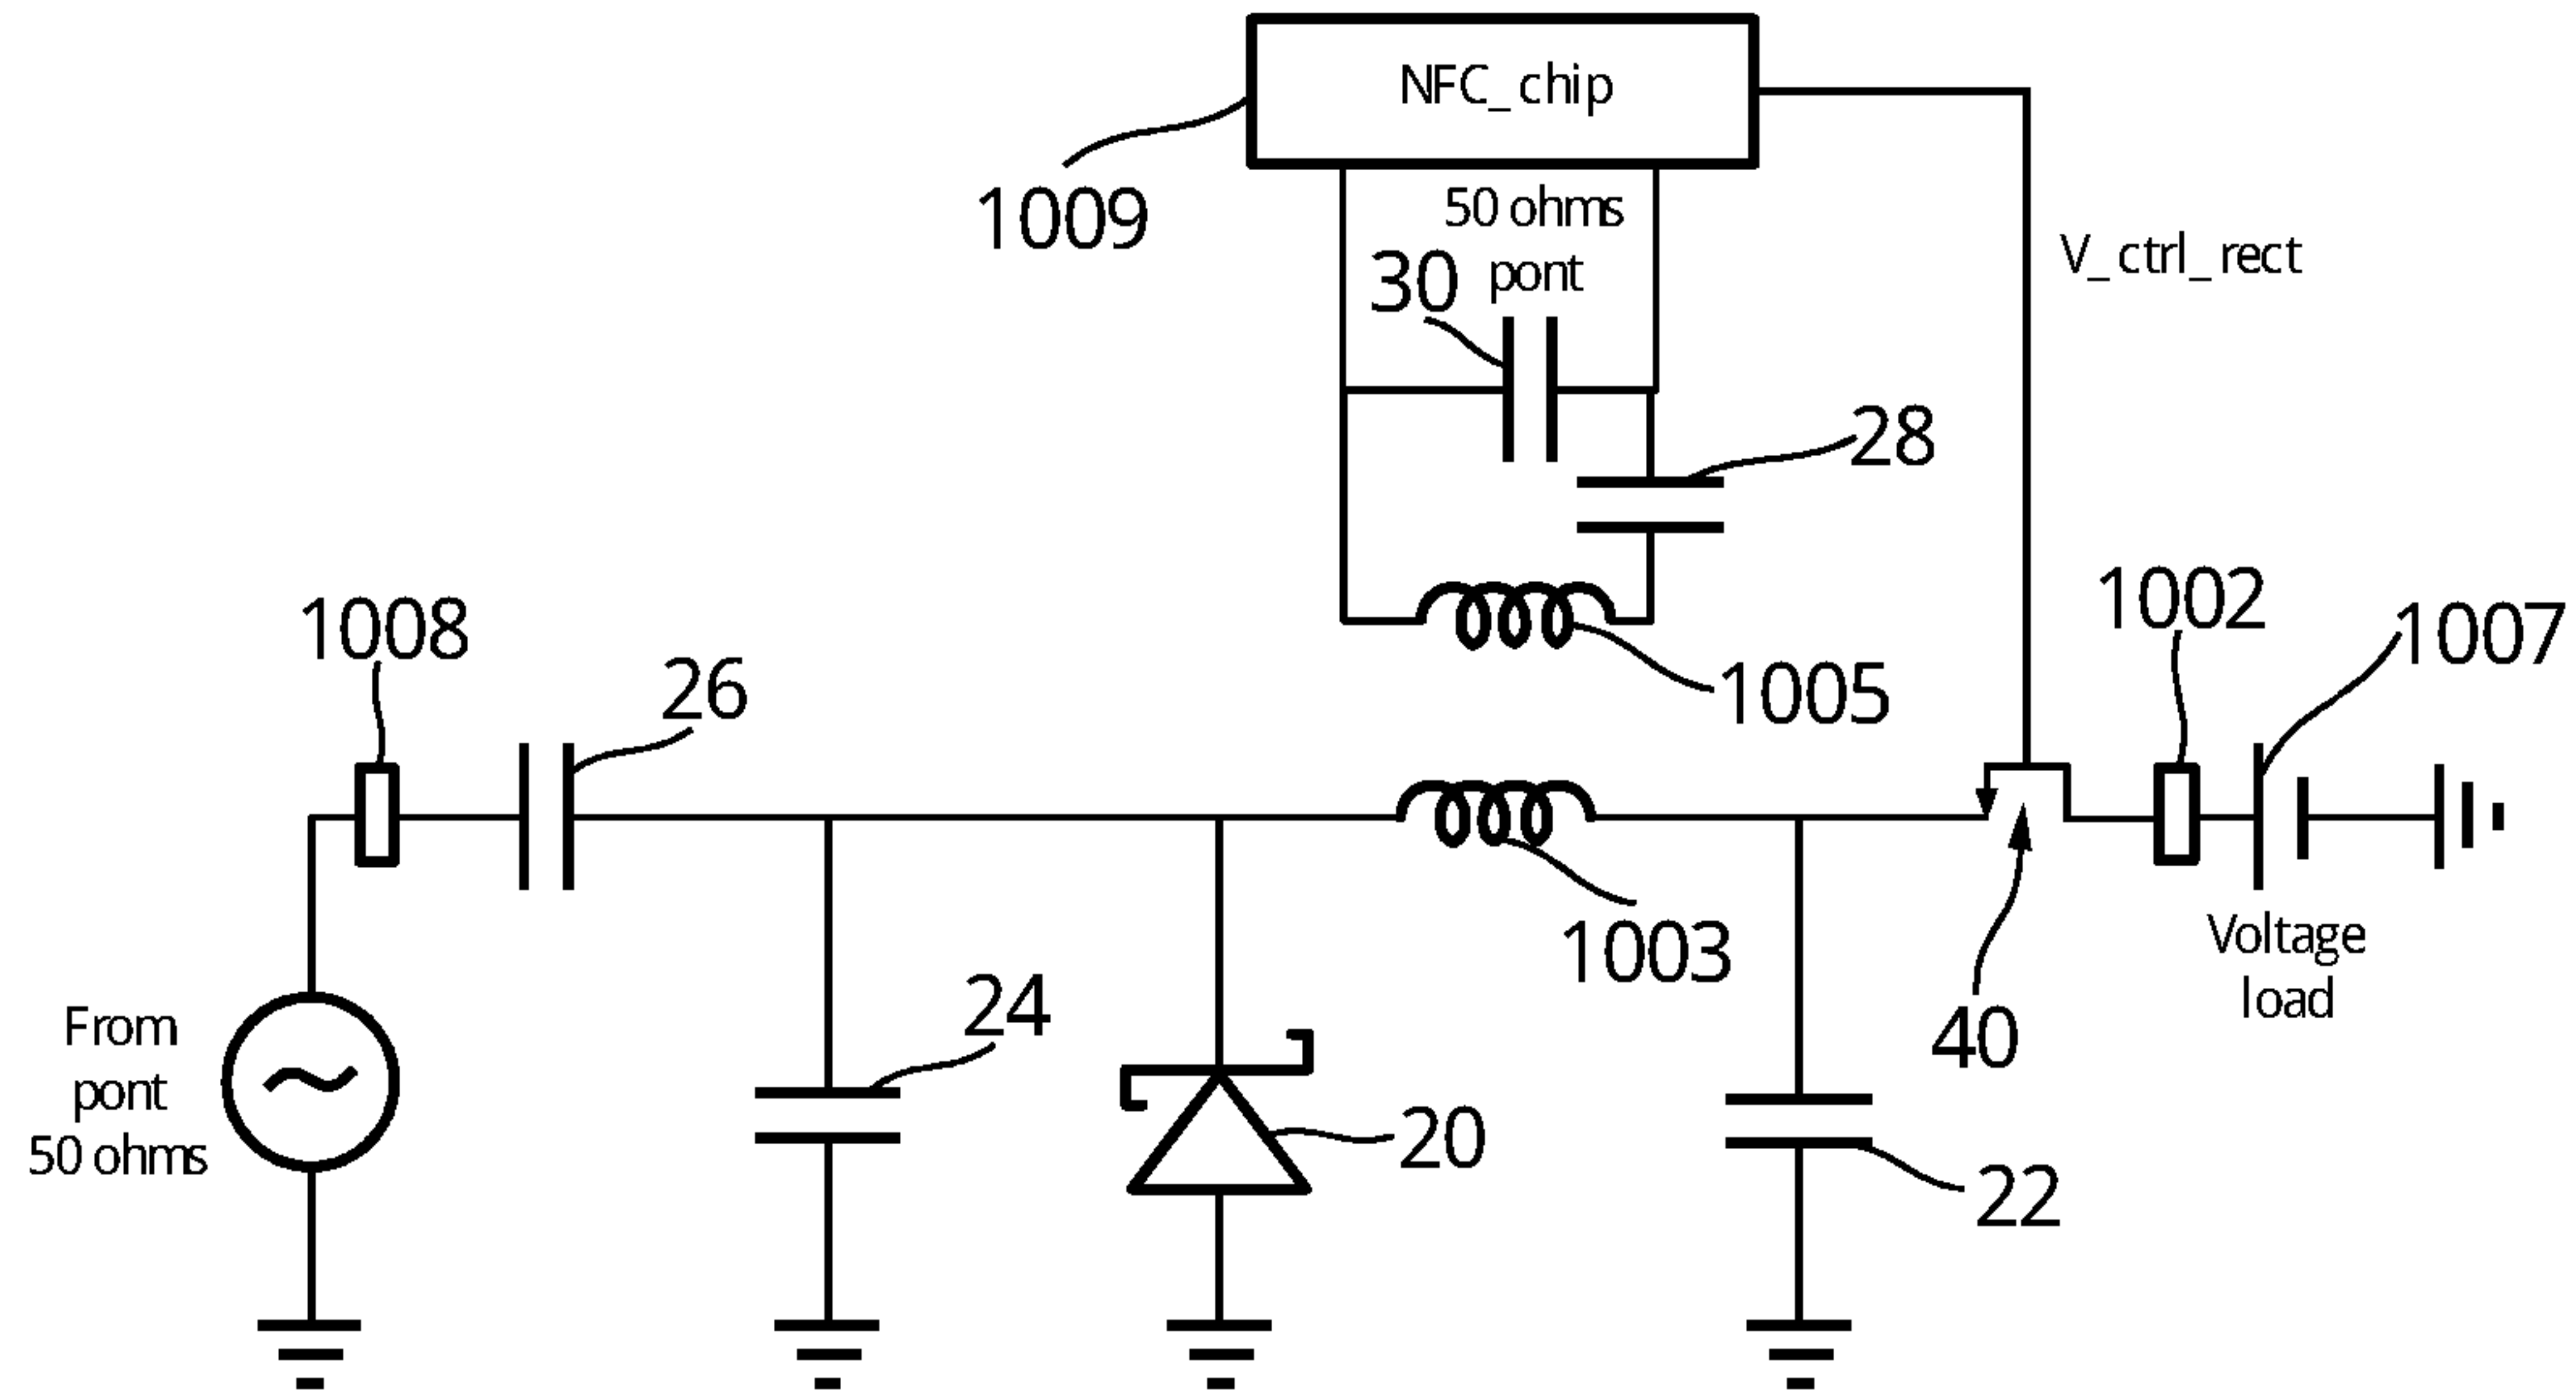 NFC_chip
1009
50 ohms
30 pont
V_ctrl_rect
28
1008
26
1005
1002
1007
1003
24
Voltage
load
From
pont
50 ohms
40
20
22